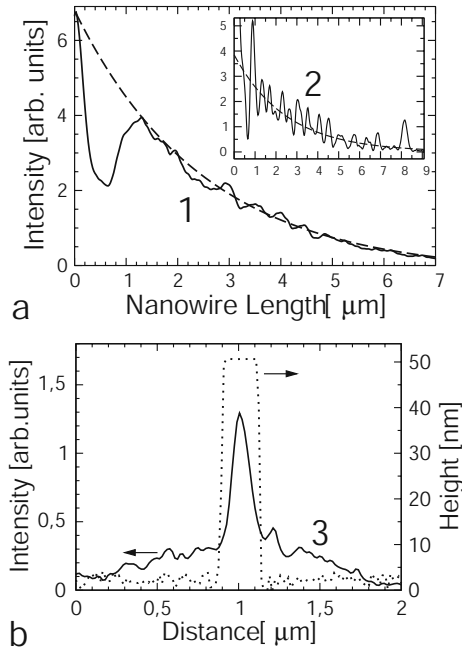 6
4
2
0
Intensity [arb. units]
0 1 2 3 4 5 6 7
Nanowire Length[ μm]
1
a
5
4
3
2
1
0
0 1 2 3 4 5 6 7 8 9
2
1,5
1
0.5
0
Intensity [arb.units]
50
40
30
20
10
0
Height [nm]
0 0,5 1 1,5 2
Distance[ μm]
3
b